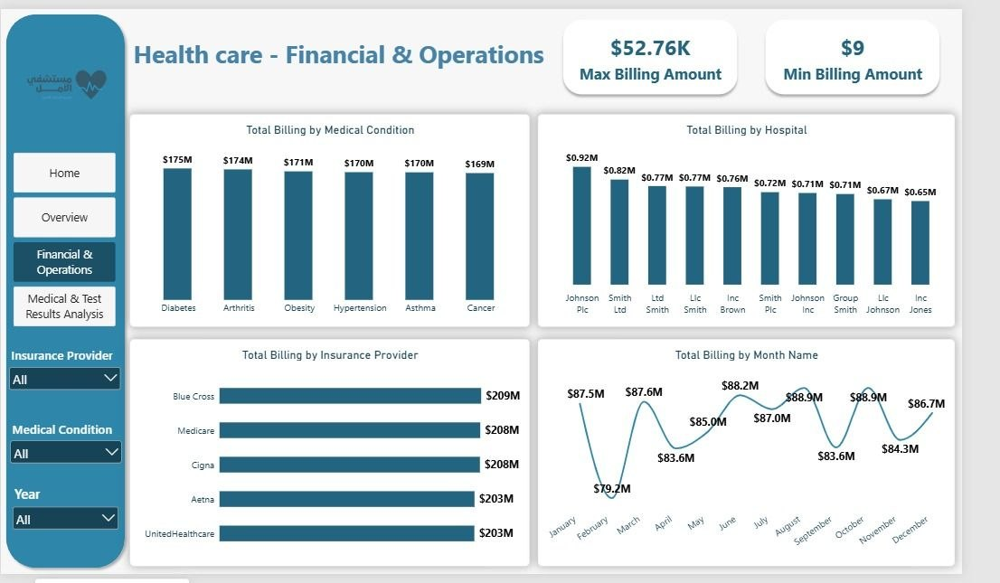 مستشفي
الامل
Health care - Financial & Operations
$52.76K
Max Billing Amount
$9
Min Billing Amount
Home
Overview
Financial &
Operations
Medical & Test
Results Analysis
Insurance Provider
All
Medical Condition
All
Year
All
Total Billing by Medical Condition
$175M $174M $171M $170M $170M $169M
Diabetes Arthritis Obesity Hypertension Asthma Cancer
Total Billing by Hospital
$0.92M $0.82M $0.77M $0.77M $0.76M $0.72M $0.71M $0.71M $0.67M $0.65M
Johnson Smith Ltd Llc Inc Smith Johnson Group Llc Inc
Plc Ltd Smith Smith Brown Plc Inc Smith Johnson Jones
Total Billing by Insurance Provider
Blue Cross $209M
Medicare $208M
Cigna $208M
Aetna $203M
UnitedHealthcare $203M
Total Billing by Month Name
$87.5M $79.2M $87.6M $83.6M $85.0M $88.2M $87.0M $88.9M $83.6M $88.9M $84.3M $86.7M
January February March April May June July August September October November December